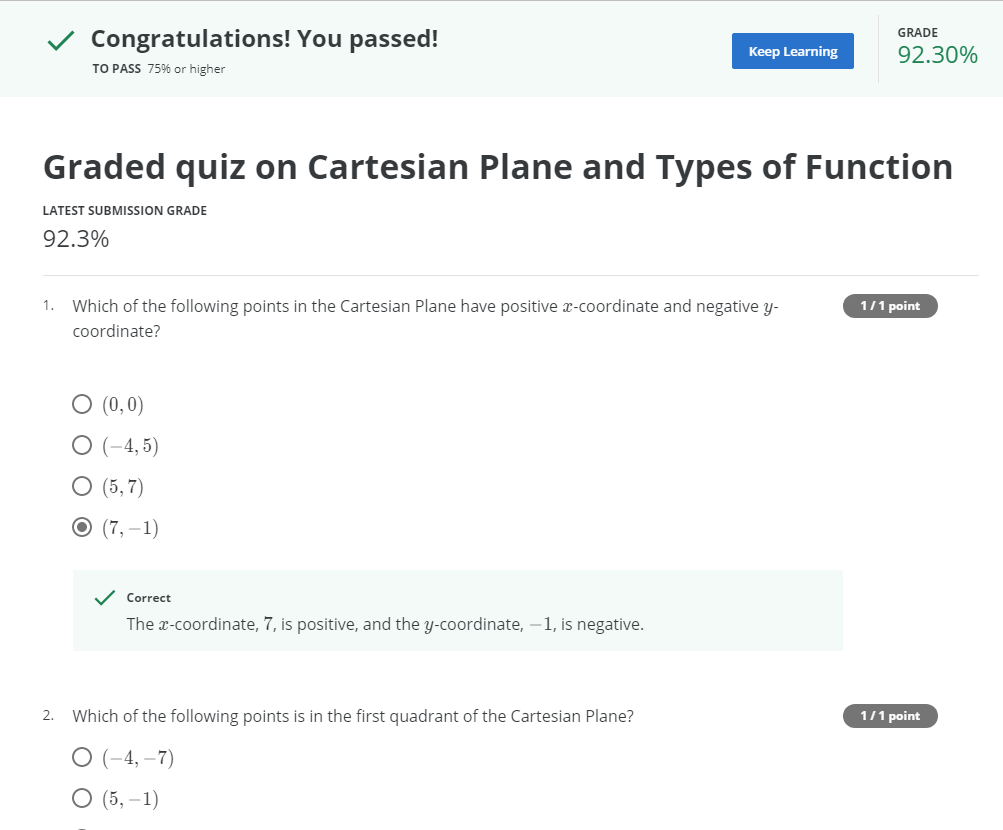 Congratulations! You passed!
TO PASS 75% or higher
Keep Learning
GRADE
92.30%
Graded quiz on Cartesian Plane and Types of Function
LATEST SUBMISSION GRADE
92.3%
1. Which of the following points in the Cartesian Plane have positive x-coordinate and negative y-
coordinate?
1 / 1 point
(0, 0)
(−4, 5)
(5, 7)
(7, −1)
Correct
The x-coordinate, 7, is positive, and the y-coordinate, −1, is negative.
2. Which of the following points is in the first quadrant of the Cartesian Plane?
1 / 1 point
(−4, −7)
(5, −1)